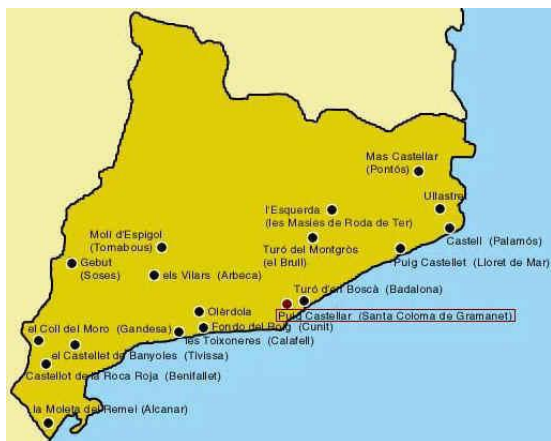 Mas Castellar
(Pontós)
Ullastret
l'Esquerda
(les Masies de Roda de Ter)
Castell (Palamós)
Molí d'Espígol
(Tornabous)
Turó del Montgròs
(el Brull)
Puig Castellet (Lloret de Mar)
Gebut
(Soses)
els Vilars (Arbeca)
Turó d'en Boscà (Badalona)
Olèrdola
Puig Castellar (Santa Coloma de Gramanet)
el Coll del Moro (Gandesa)
Fondo del Roig (Cunit)
les Toixoneres (Calafell)
el Castellet de Banyoles (Tivissa)
Castellot de la Roca Roja (Benifallet)
la Moleta del Remei (Alcanar)